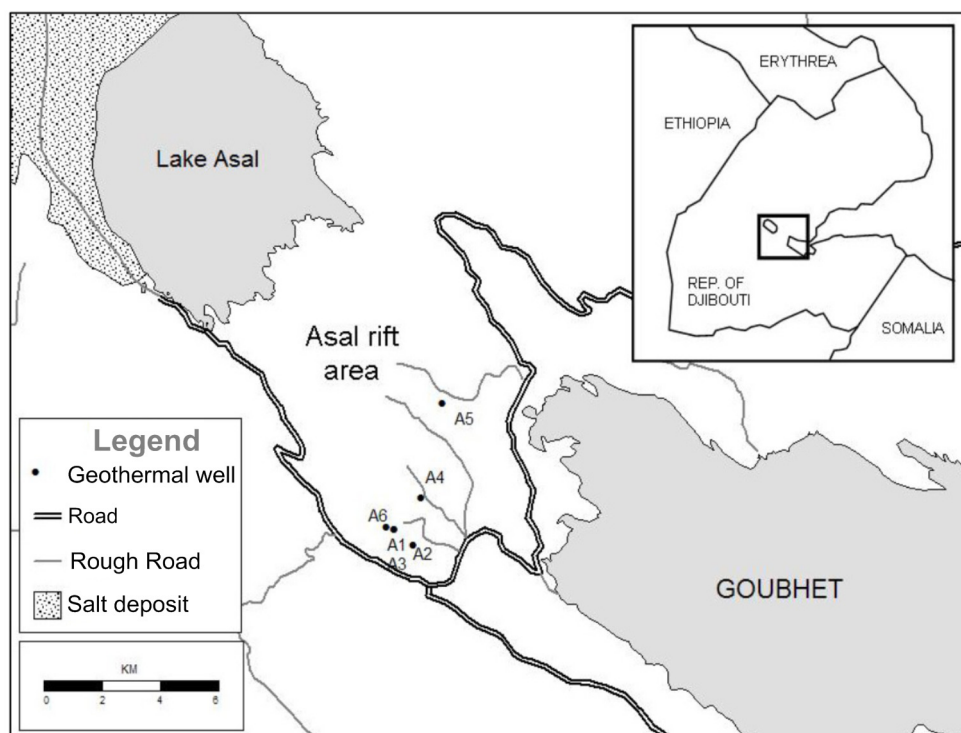 Lake Asal
ERYTHREA
ETHIOPIA
REP. OF
DJIBOUTI
SOMALIA
Asal rift
area
A5
A4
A6
A1
A2
A3
GOUBHET
Legend
Geothermal well
Road
Rough Road
Salt deposit
KM
0 2 4 6